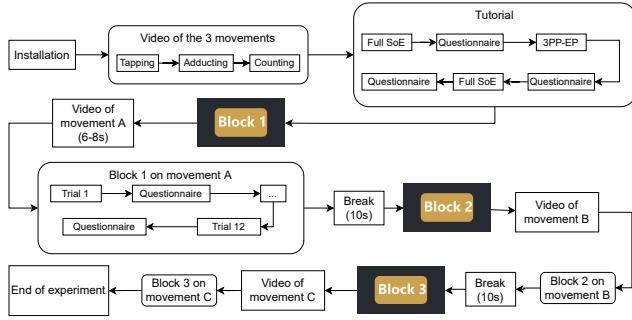 Installation
Video of the 3 movements
Tapping
Adducting
Counting
Tutorial
Full SoE
Questionnaire
3PP-EP
Questionnaire
Full SoE
Questionnaire
Block 1
Video of
movement A
(6-8s)
Block 1 on movement A
Trial 1
Questionnaire
...
Trial 12
Questionnaire
Break
(10s)
Block 2
Video of
movement B
Block 2 on
movement B
Break
(10s)
Block 3
Video of
movement C
Block 3 on
movement C
End of experiment